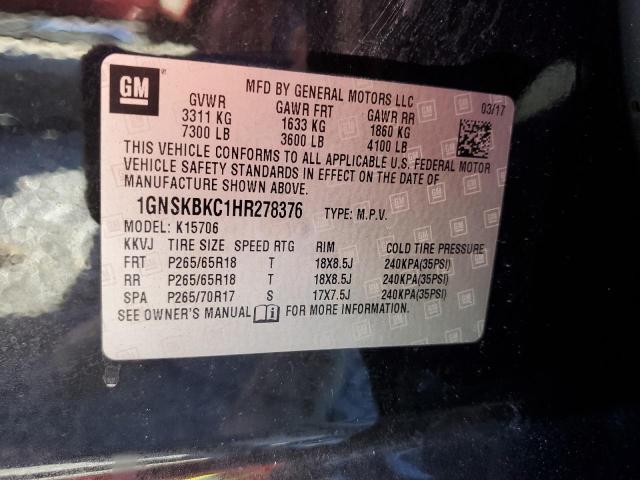 GM
MFD BY GENERAL MOTORS LLC
03/17
GVWR GAWR FRT GAWR RR
3311 KG 1633 KG 1860 KG
7300 LB 3600 LB 4100 LB
THIS VEHICLE CONFORMS TO ALL APPLICABLE U.S. FEDERAL MOTOR
VEHICLE SAFETY STANDARDS IN EFFECT ON THE DATE OF
MANUFACTURE SHOWN ABOVE.
1GNSKBKC1HR278376 TYPE: M.P.V.
MODEL: K15706
KKVJ TIRE SIZE SPEED RTG RIM COLD TIRE PRESSURE
FRT P265/65R18 T 18X8.5J 240KPA(35PSI)
RR P265/65R18 T 18X8.5J 240KPA(35PSI)
SPA P265/70R17 S 17X7.5J 240KPA(35PSI)
SEE OWNER'S MANUAL FOR MORE INFORMATION.